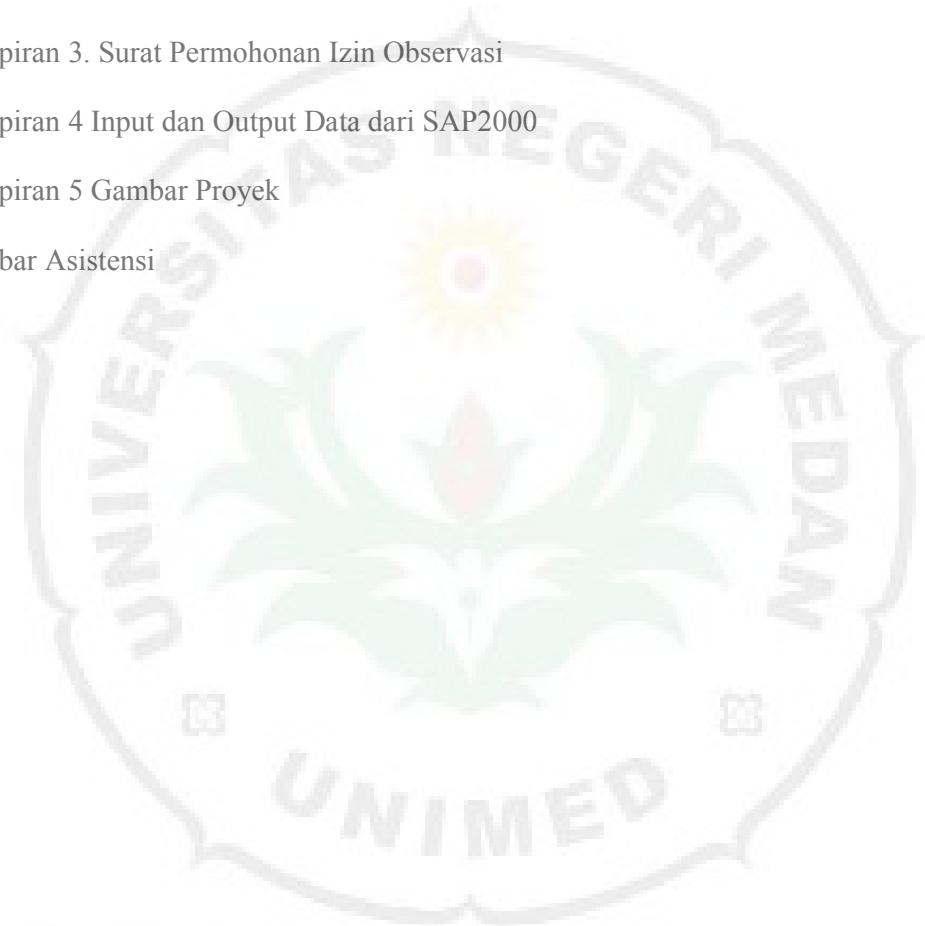 piran 3. Surat Permohonan Izin Observasi
piran 4 Input dan Output Data dari SAP2000
piran 5 Gambar Proyek
bar Asistensi
UNIVERSITAS NEGERI MEDAN
UNIMED